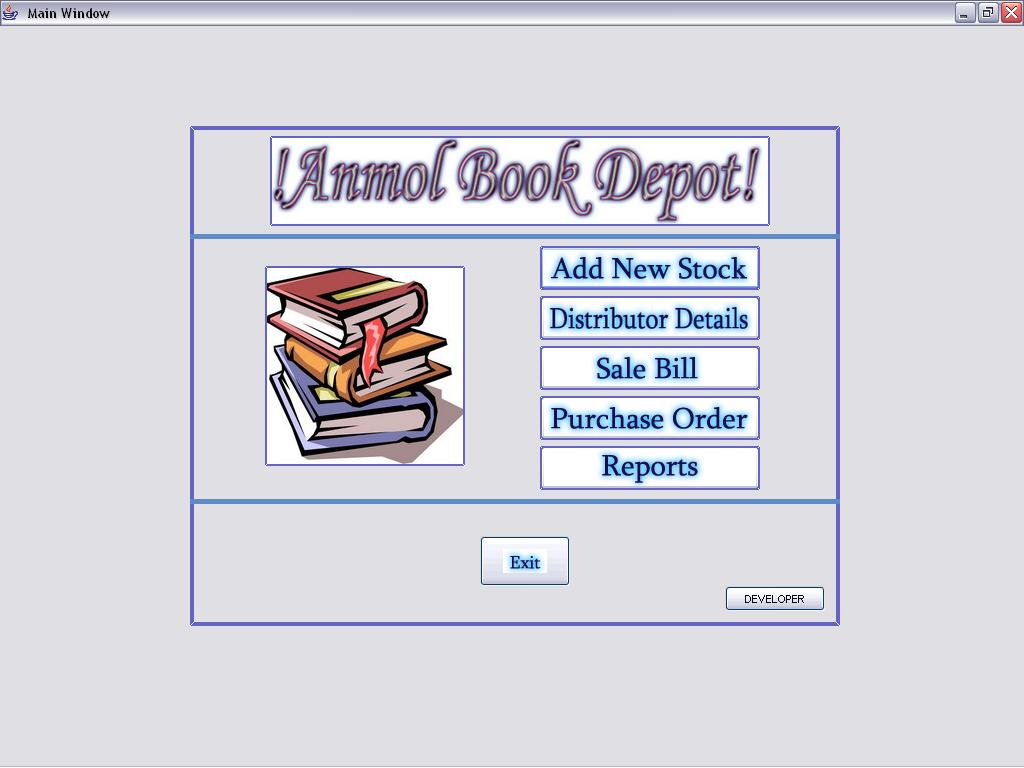 Main Window
!Anmol Book Depot!
Add New Stock
Distributor Details
Sale Bill
Purchase Order
Reports
Exit
DEVELOPER